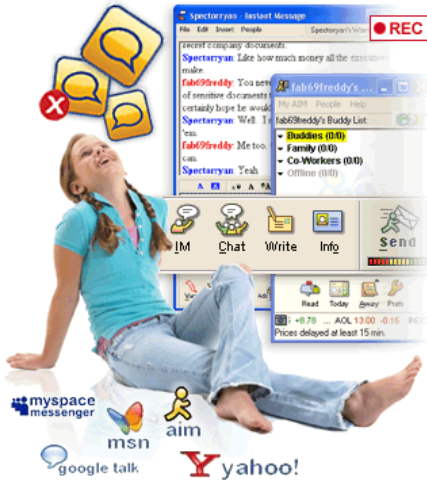 Spectorryan - Instant Message
File Edit Insert People
REC
secret company documents.
Spectorryan: Like how much money all the
make.
fab69freddy: You
of sensitive documents
certainly hope he
Spectorryan: Well. I
'em.
fab69freddy: Me too.
can.
Spectorryan: Yeah
fab69freddy's ...
My AIM People Help
fab69freddy's Buddy List
Buddies (0/0)
Family (0/0)
Co-Workers (0/0)
Offline (0/0)
IM Chat Write Info Send
Read Today Away Prefs
+0.78 ... AOL 13.00 -0.16
Prices delayed at least 15 min.
myspace
messenger
msn
aim
google talk
yahoo!